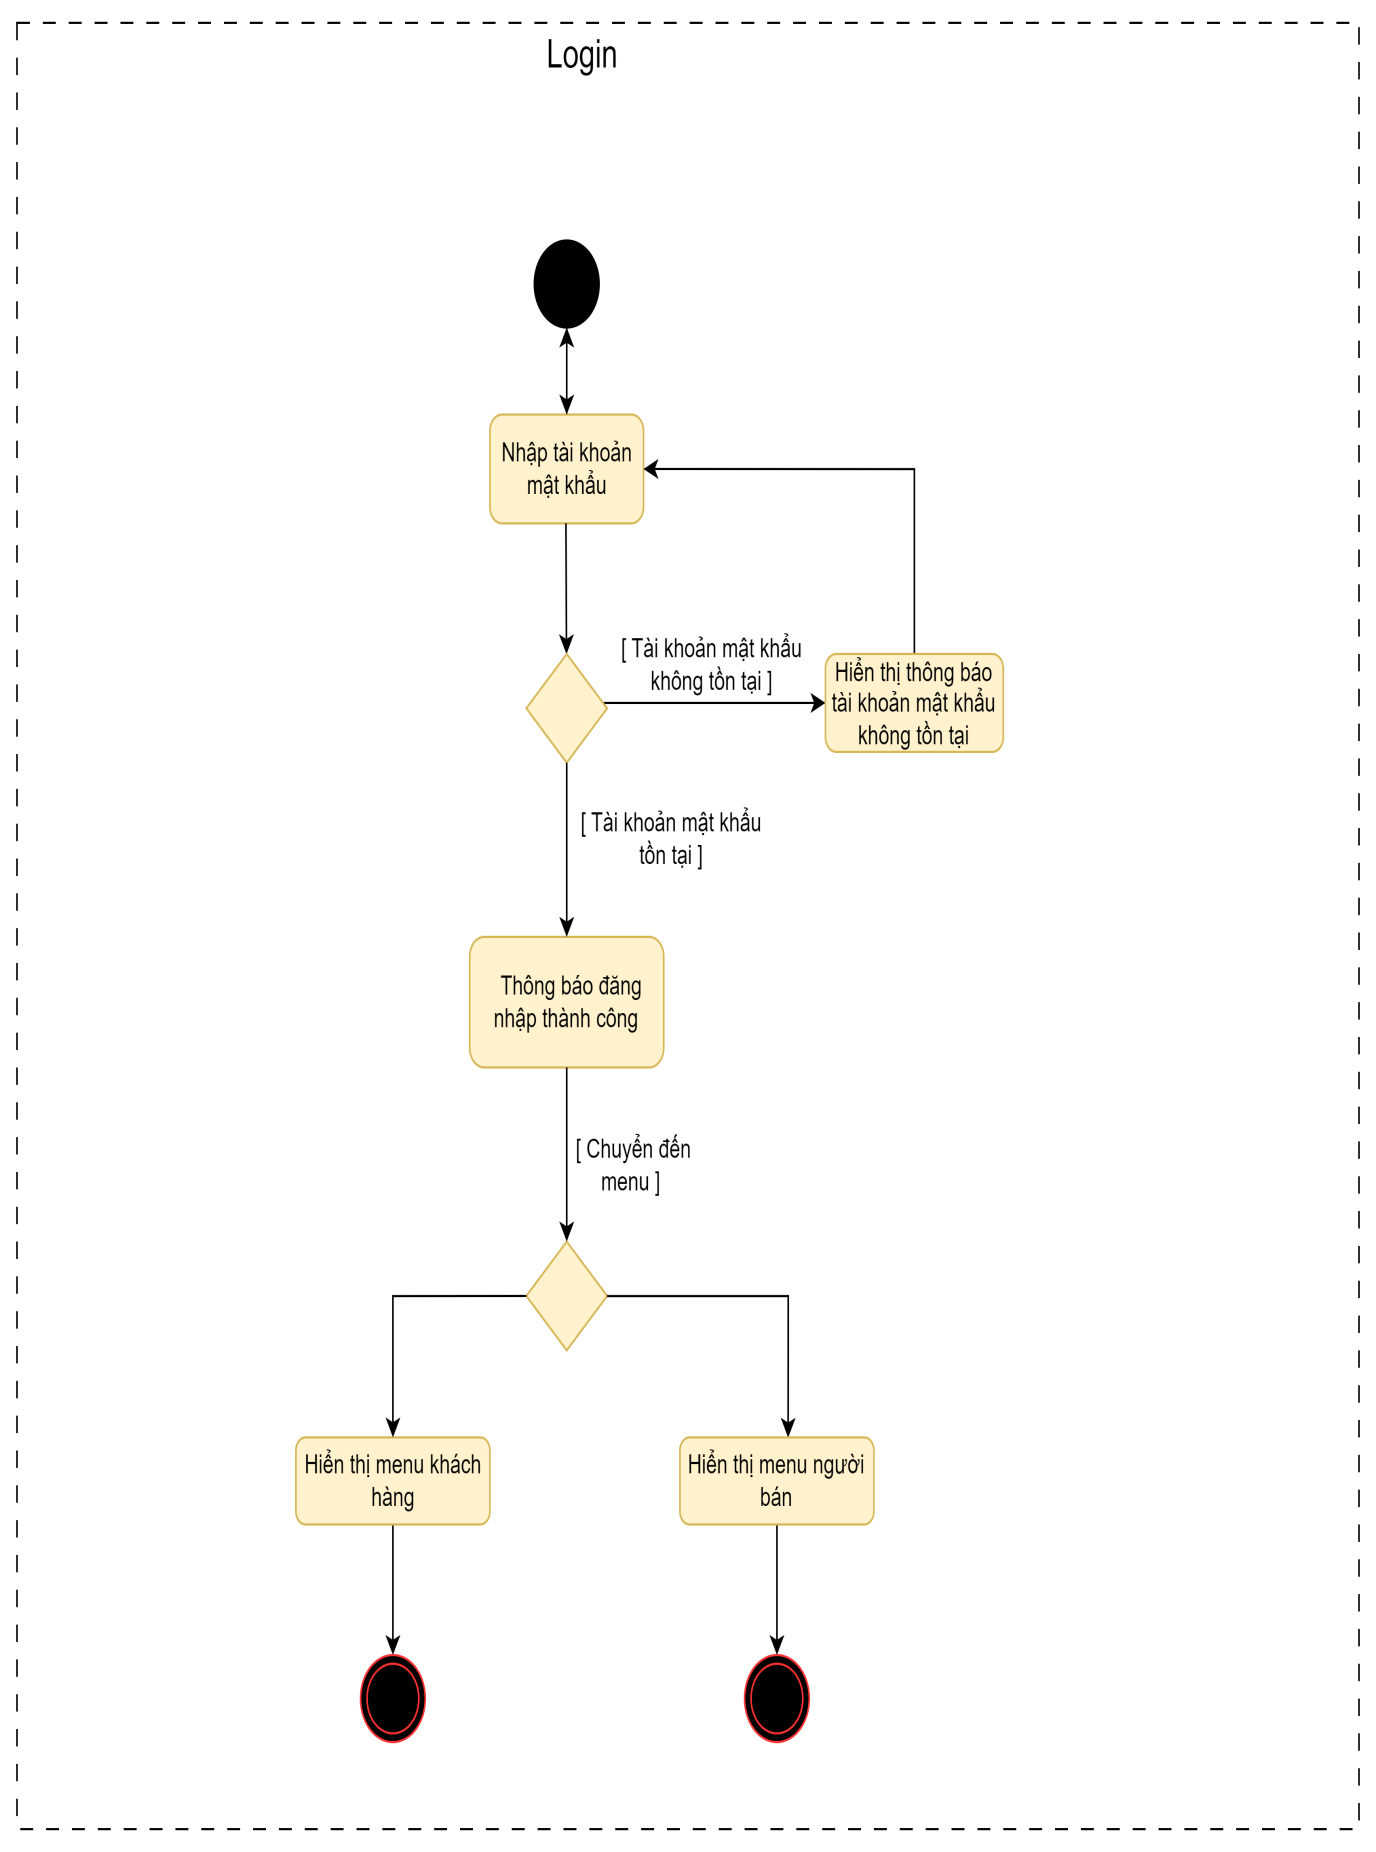 Login
Nhập tài khoản
mật khẩu
[ Tài khoản mật khẩu
không tồn tại ]
Hiển thị thông báo
tài khoản mật khẩu
không tồn tại
[ Tài khoản mật khẩu
tồn tại ]
Thông báo đăng
nhập thành công
[ Chuyển đến
menu ]
Hiển thị menu khách
hàng
Hiển thị menu người
bán